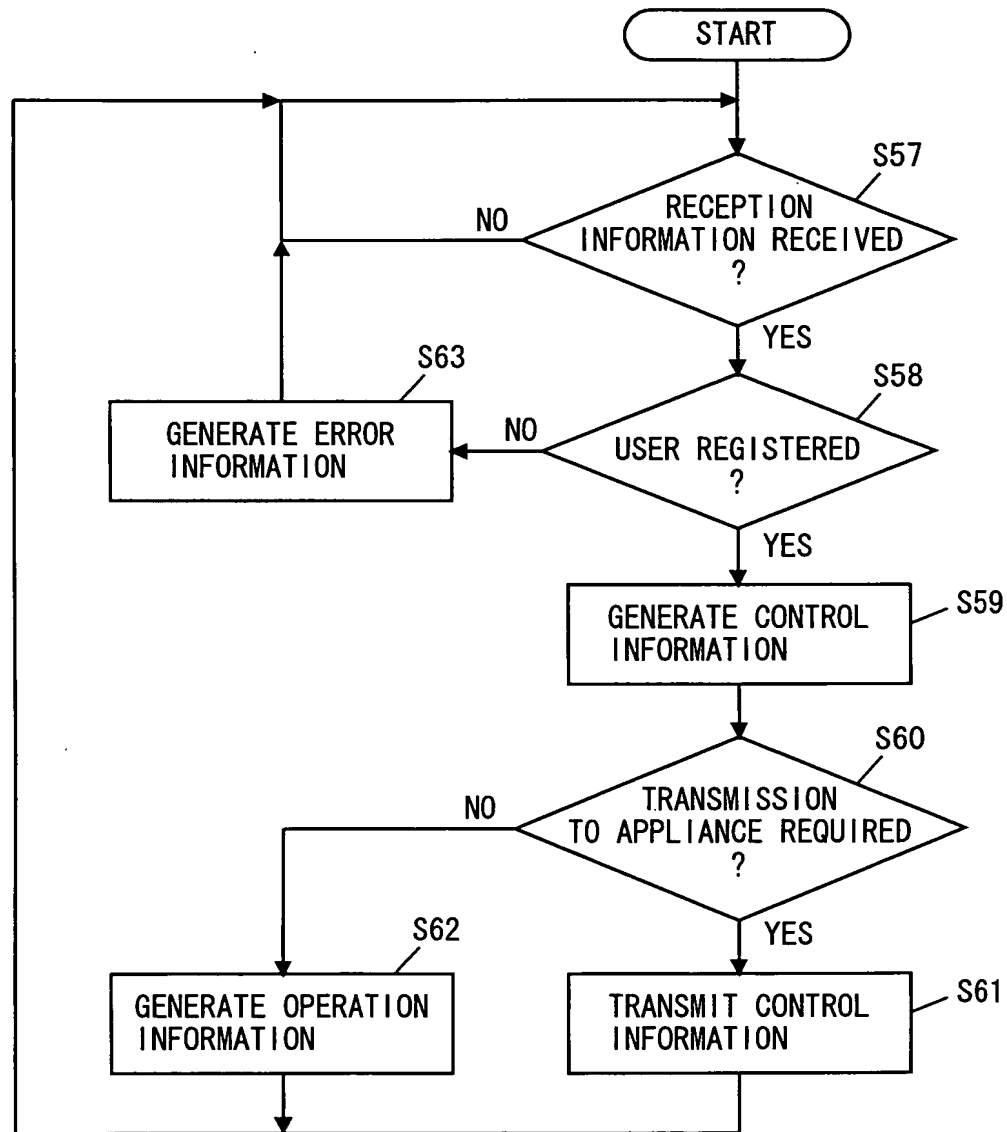 START
S57
RECEPTION
INFORMATION RECEIVED
?
NO
YES
S63
S58
GENERATE ERROR
INFORMATION
NO
USER REGISTERED
?
YES
S59
GENERATE CONTROL
INFORMATION
S60
NO
TRANSMISSION
TO APPLIANCE REQUIRED
?
YES
S62
S61
GENERATE OPERATION
INFORMATION
TRANSMIT CONTROL
INFORMATION